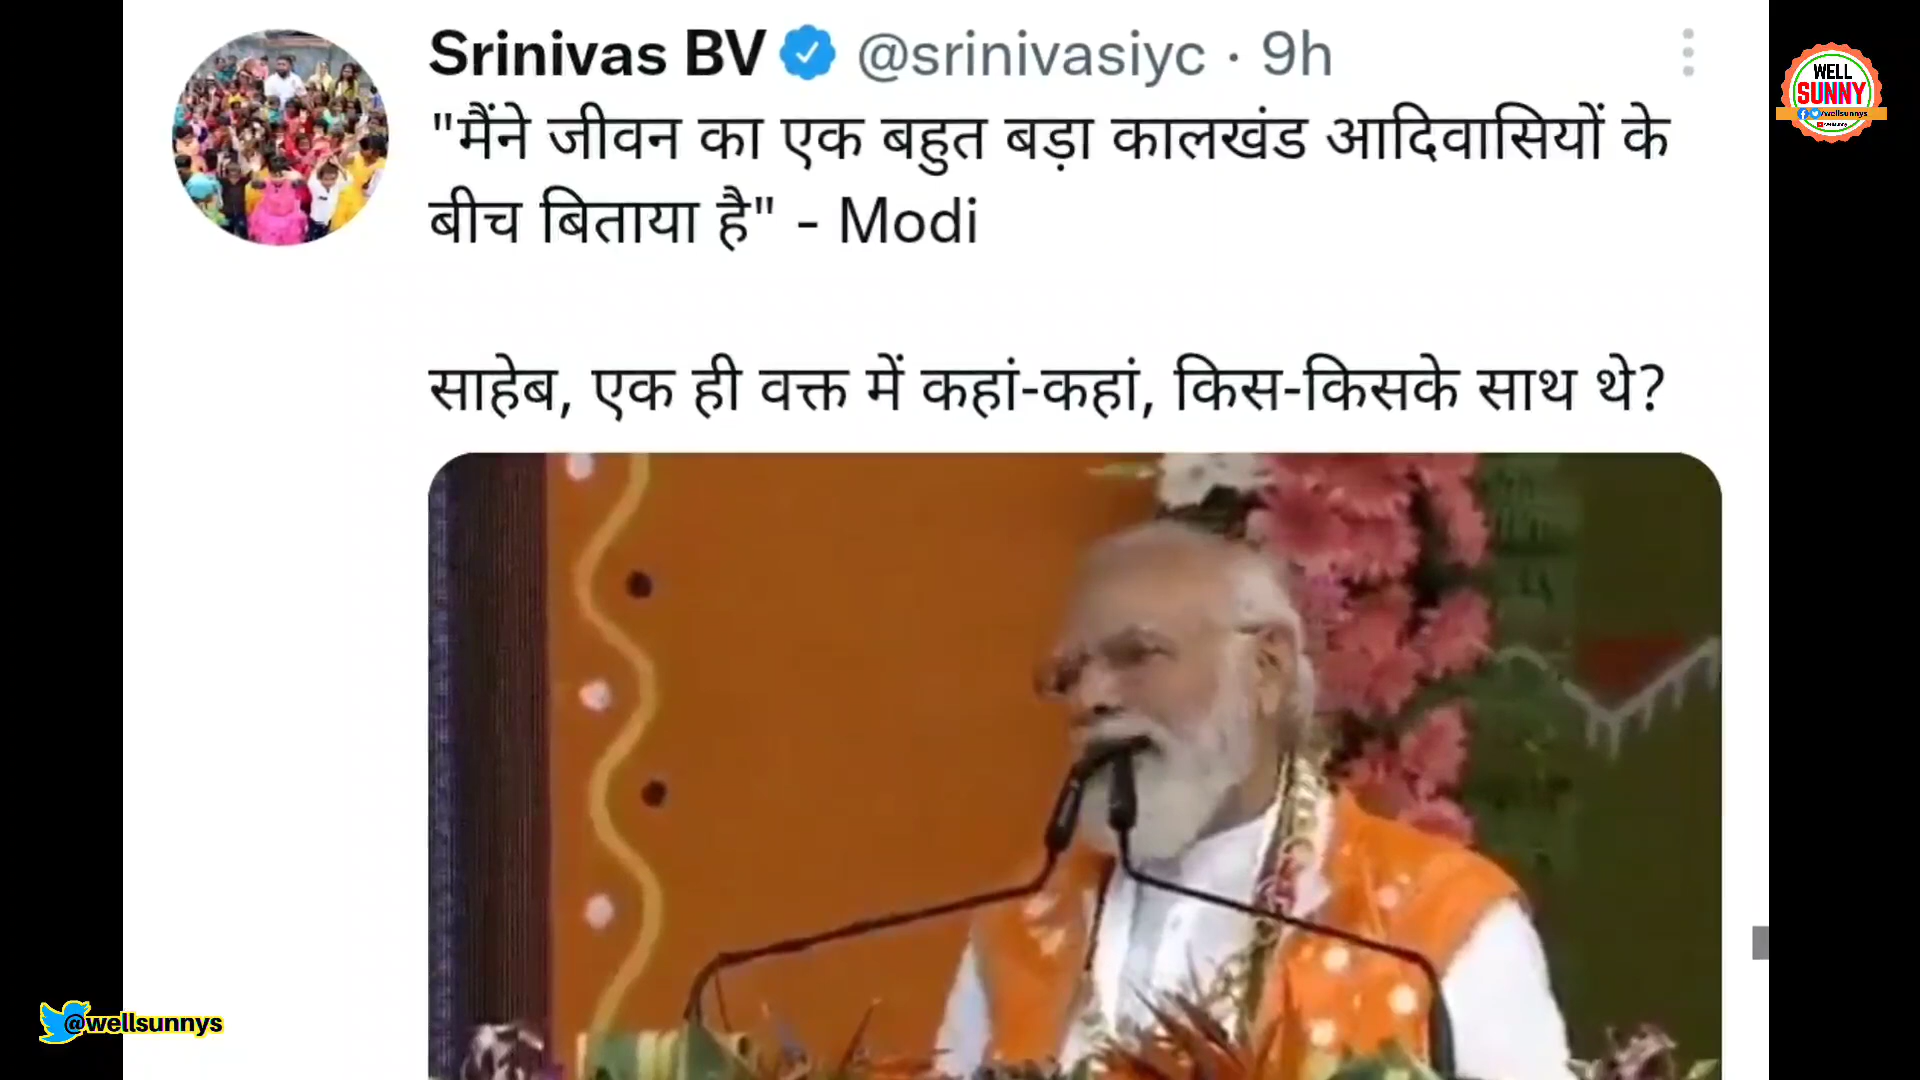 Srinivas BV @srinivasiyc · 9h
"मैंने जीवन का एक बहुत बड़ा कालखंड आदिवासियों के
बीच बिताया है" - Modi
साहेब, एक ही वक्त में कहां-कहां, किस-किसके साथ थे?
WELL
SUNNY
/wellsunnys
@wellsunnys